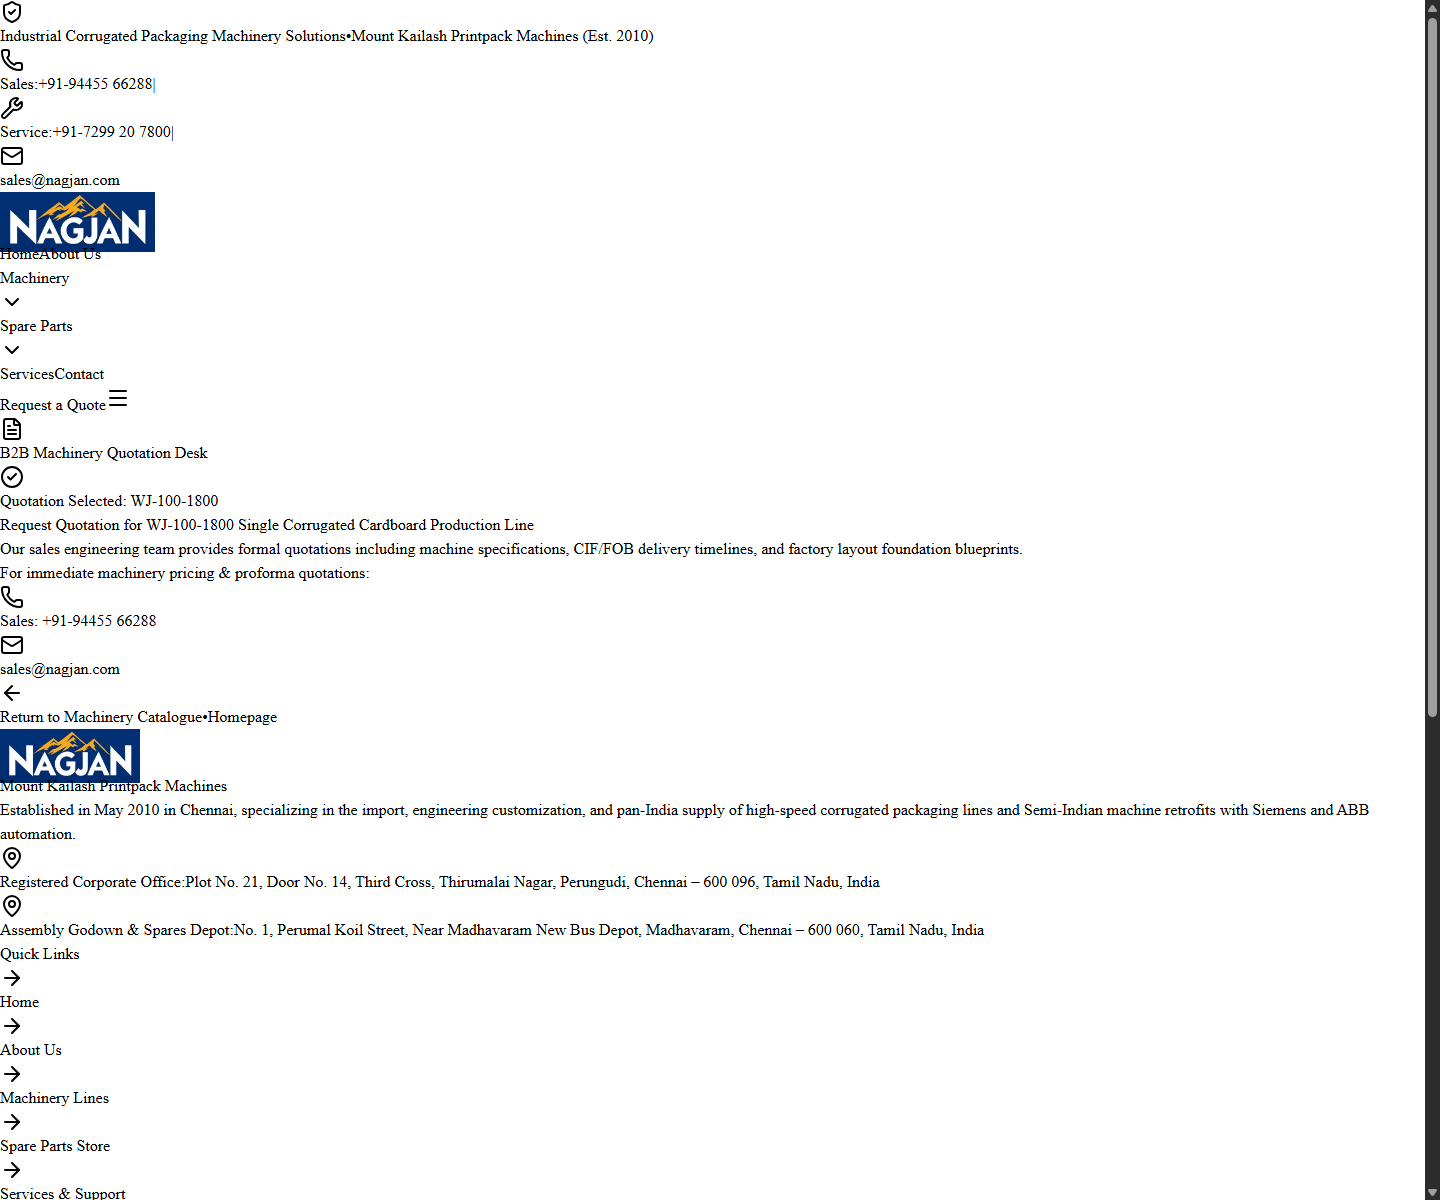 Industrial Corrugated Packaging Machinery Solutions•Mount Kailash Printpack Machines (Est. 2010)
Sales:+91-94455 66288|
Service:+91-7299 20 7800|
sales@nagjan.com
NAGJAN
HomeAbout Us
Machinery
Spare Parts
ServicesContact
Request a Quote
B2B Machinery Quotation Desk
Quotation Selected: WJ-100-1800
Request Quotation for WJ-100-1800 Single Corrugated Cardboard Production Line
Our sales engineering team provides formal quotations including machine specifications, CIF/FOB delivery timelines, and factory layout foundation blueprints.
For immediate machinery pricing & proforma quotations:
Sales: +91-94455 66288
sales@nagjan.com
Return to Machinery Catalogue•Homepage
NAGJAN
Mount Kailash Printpack Machines
Established in May 2010 in Chennai, specializing in the import, engineering customization, and pan-India supply of high-speed corrugated packaging lines and Semi-Indian machine retrofits with Siemens and ABB
automation.
Registered Corporate Office:Plot No. 21, Door No. 14, Third Cross, Thirumalai Nagar, Perungudi, Chennai – 600 096, Tamil Nadu, India
Assembly Godown & Spares Depot:No. 1, Perumal Koil Street, Near Madhavaram New Bus Depot, Madhavaram, Chennai – 600 060, Tamil Nadu, India
Quick Links
Home
About Us
Machinery Lines
Spare Parts Store
Services & Support